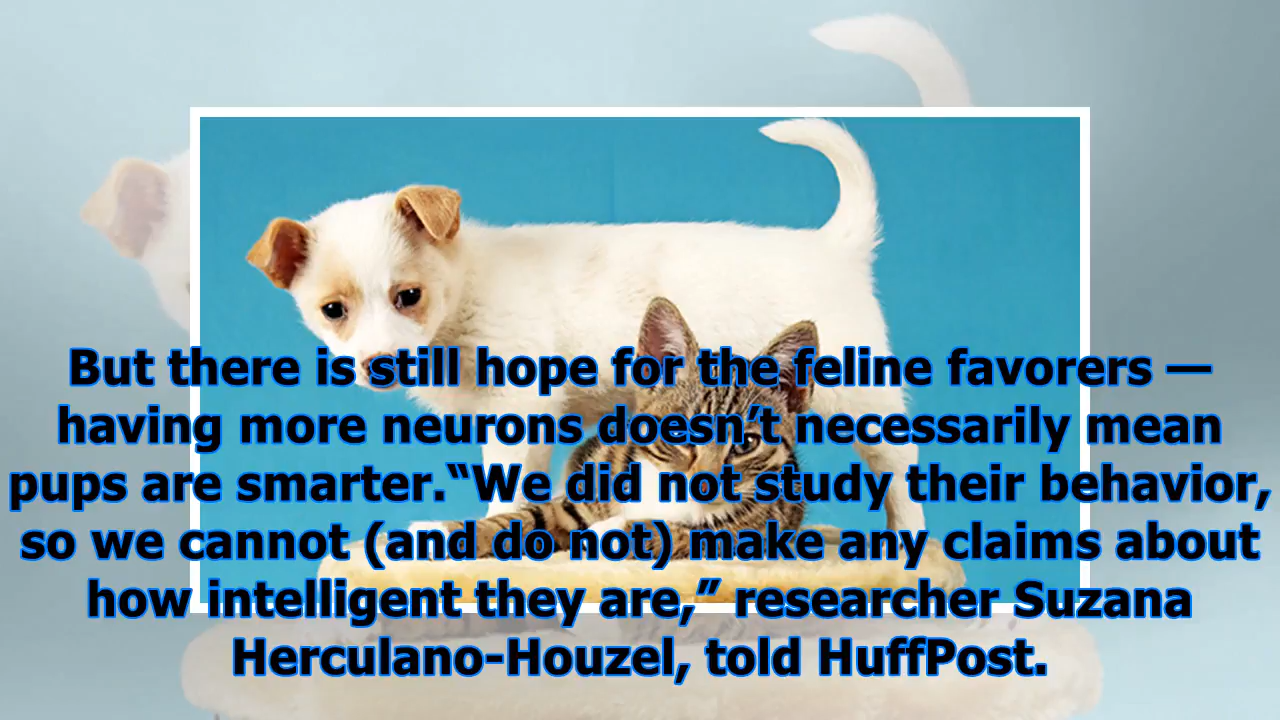 But there is still hope for the feline favorers —
having more neurons doesn’t necessarily mean
pups are smarter.“We did not study their behavior,
so we cannot (and do not) make any claims about
how intelligent they are,” researcher Suzana
Herculano-Houzel, told HuffPost.